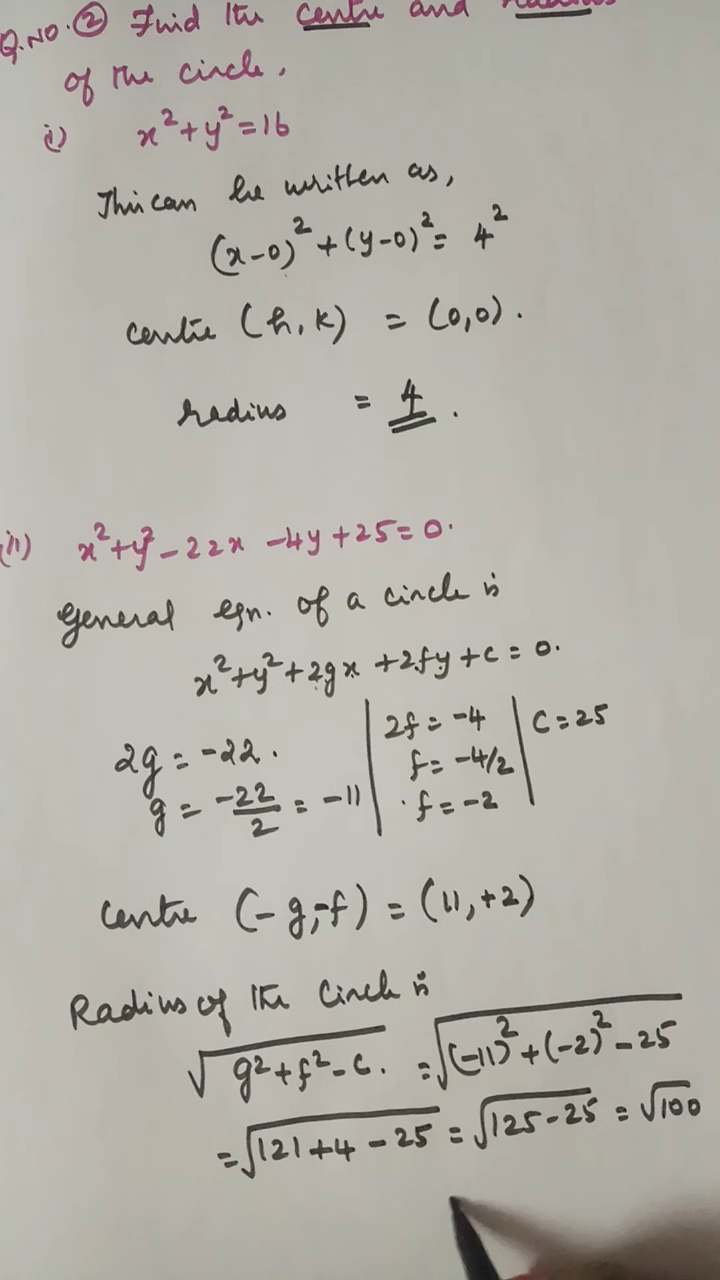 Q.NO.② Find the centre and radius
of the circle.
i) x²+y²=16
This can be written as,
(x-0)²+(y-0)²= 4²
centre (h,k) = (0,0).
radius = 4.
(ii) x²+y²-22x -4y+25=0.
General eqn. of a circle is
x²+y²+2gx+2fy+c=0.
2g=-22. | 2f=-4 | C=25
g=-22/2=-11 | f=-4/2
f=-2
Centre (-g,-f) = (11,+2)
Radius of the circle is
√g²+f²-c. = √(-11)²+(-2)²-25
= √121+4-25 = √125-25 = √100